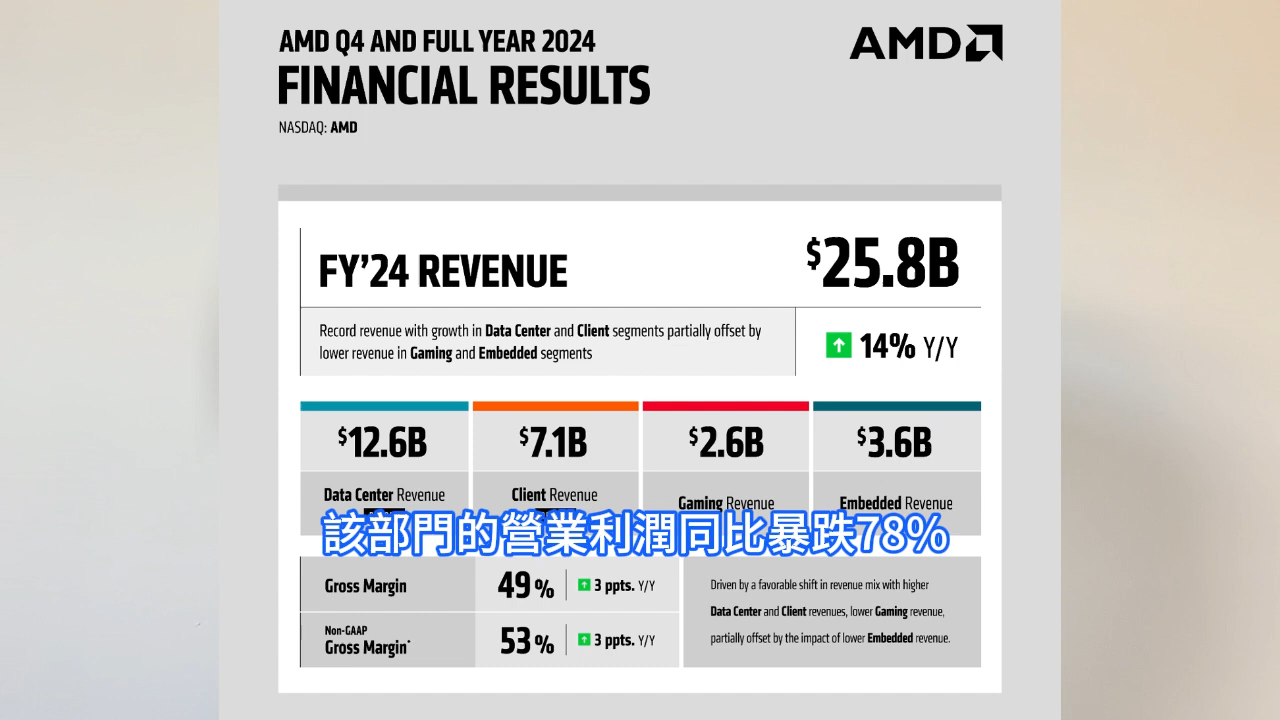 AMD Q4 AND FULL YEAR 2024
AMD
FINANCIAL RESULTS
NASDAQ: AMD
FY’24 REVENUE
$25.8B
Record revenue with growth in Data Center and Client segments partially offset by
lower revenue in Gaming and Embedded segments
14% Y/Y
$12.6B
$7.1B
$2.6B
$3.6B
Data Center Revenue
Client Revenue
Gaming Revenue
Embedded Revenue
該部門的營業利潤同比暴跌78%
Gross Margin
49%
3 ppts. Y/Y
Non-GAAP
Gross Margin*
53%
3 ppts. Y/Y
Driven by a favorable shift in revenue mix with higher
Data Center and Client revenues, lower Gaming revenue,
partially offset by the impact of lower Embedded revenue.